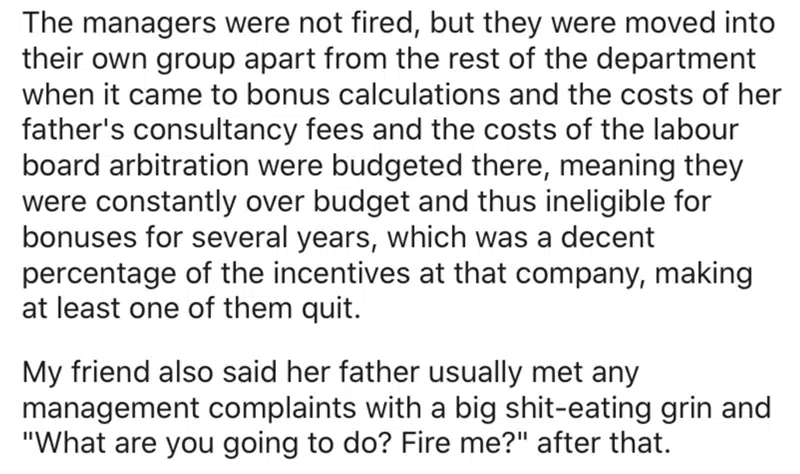 The managers were not fired, but they were moved into
their own group apart from the rest of the department
when it came to bonus calculations and the costs of her
father's consultancy fees and the costs of the labour
board arbitration were budgeted there, meaning they
were constantly over budget and thus ineligible for
bonuses for several years, which was a decent
percentage of the incentives at that company, making
at least one of them quit.
My friend also said her father usually met any
management complaints with a big shit-eating grin and
"What are you going to do? Fire me?" after that.